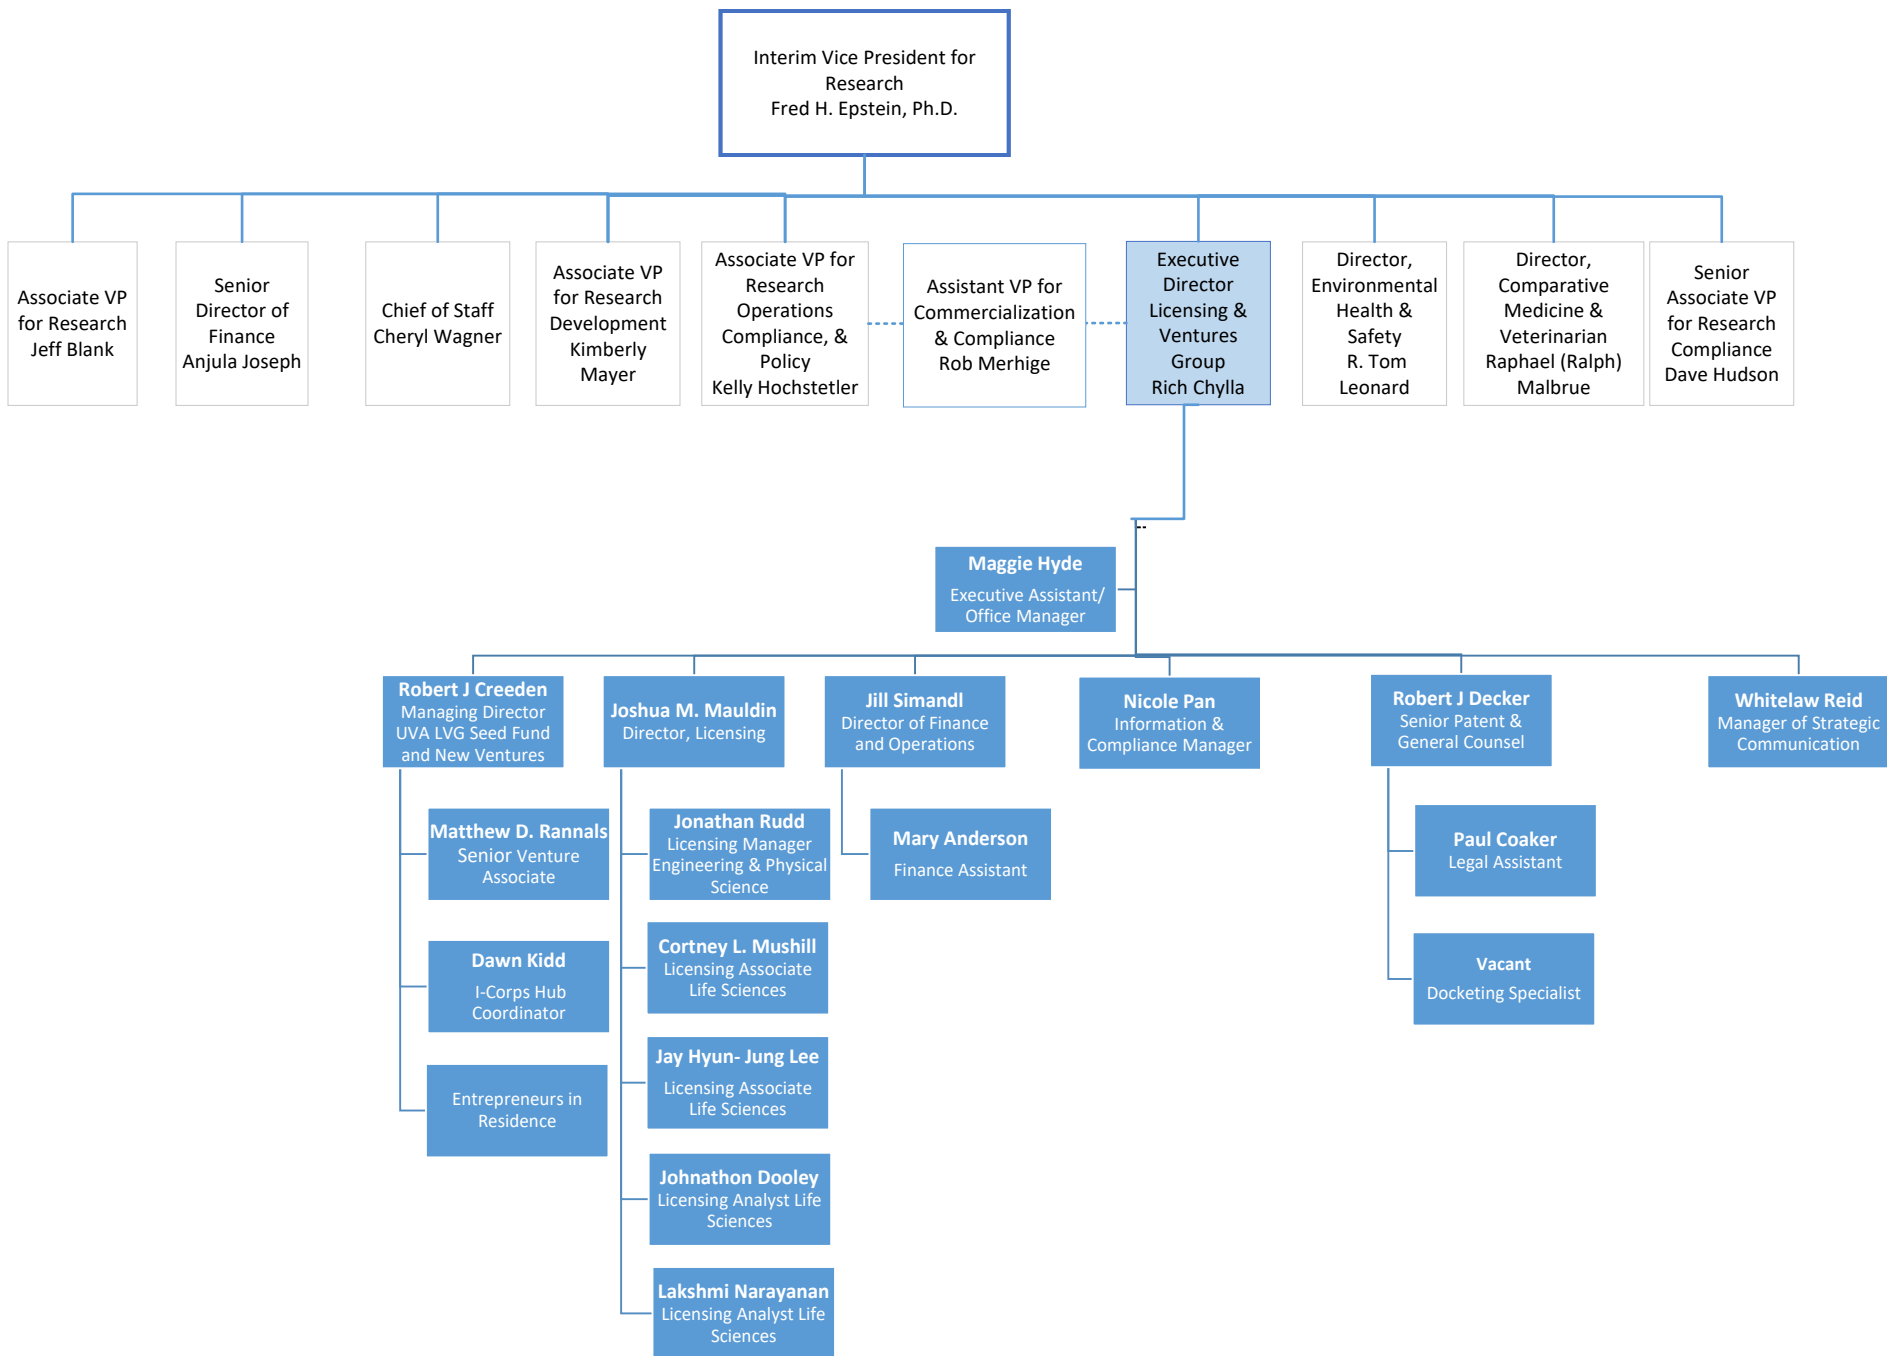 Interim Vice President for
Research
Fred H. Epstein, Ph.D.
Associate VP
for Research
Jeff Blank
Senior
Director of
Finance
Anjula Joseph
Chief of Staff
Cheryl Wagner
Associate VP
for Research
Development
Kimberly
Mayer
Associate VP for
Research
Operations
Compliance, &
Policy
Kelly Hochstetler
Assistant VP for
Commercialization
& Compliance
Rob Merhige
Executive
Director
Licensing &
Ventures
Group
Rich Chylla
Director,
Environmental
Health &
Safety
R. Tom
Leonard
Director,
Comparative
Medicine &
Veterinarian
Raphael (Ralph)
Malbrue
Senior
Associate VP
for Research
Compliance
Dave Hudson
Maggie Hyde
Executive Assistant/
Office Manager
Robert J Creeden
Managing Director
UVA LVG Seed Fund
and New Ventures
Joshua M. Mauldin
Director, Licensing
Jill Simandl
Director of Finance
and Operations
Nicole Pan
Information &
Compliance Manager
Robert J Decker
Senior Patent &
General Counsel
Whitelaw Reid
Manager of Strategic
Communication
Matthew D. Rannals
Senior Venture
Associate
Dawn Kidd
I-Corps Hub
Coordinator
Entrepreneurs in
Residence
Jonathan Rudd
Licensing Manager
Engineering & Physical
Science
Cortney L. Mushill
Licensing Associate
Life Sciences
Jay Hyun- Jung Lee
Licensing Associate
Life Sciences
Johnathon Dooley
Licensing Analyst Life
Sciences
Lakshmi Narayanan
Licensing Analyst Life
Sciences
Mary Anderson
Finance Assistant
Paul Coaker
Legal Assistant
Vacant
Docketing Specialist